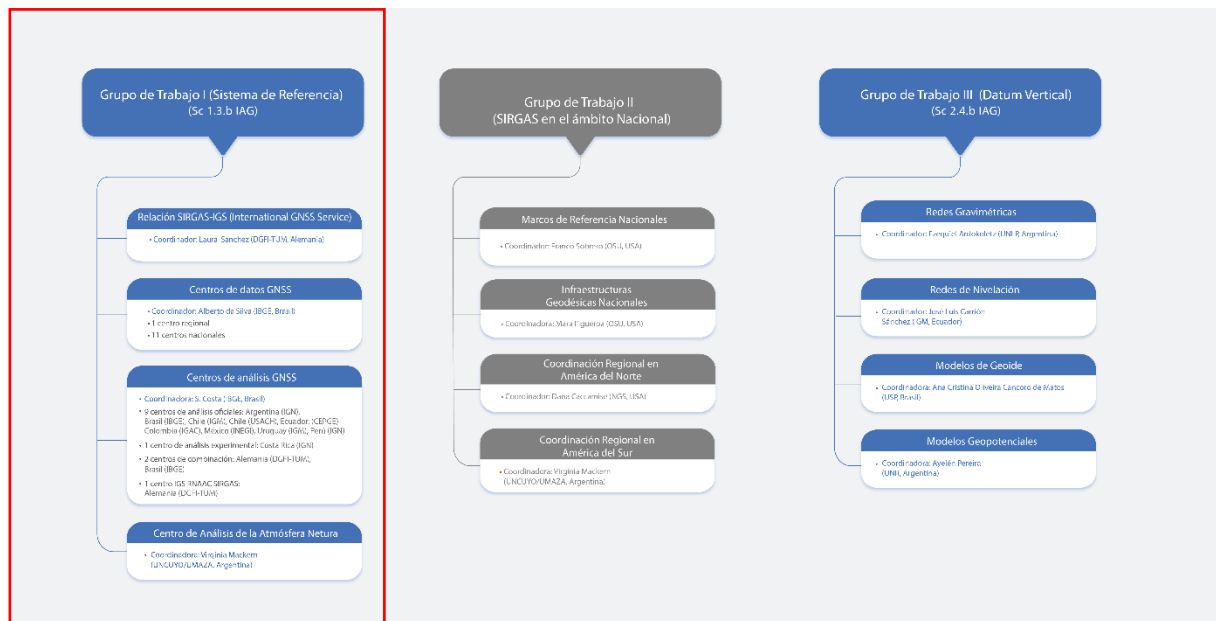 Grupo de Trabajo I (Sistema de Referencia)
(Sc 1.3.b IAG)
Relación SIRGAS-IGS (International GNSS Service)
• Coordinador: Laura Sánchez (DGFI-TUM, Alemania)
Centros de datos GNSS
• Coordinador: Alberto da Silva (IBGE, Brasil)
• 1 centro regional
• 11 centros nacionales
Centros de análisis GNSS
• Coordinadora: S. Costa (IBGE, Brasil)
• 9 centros de análisis oficiales: Argentina (IGN),
Brasil (IBGE), Chile (IGM), Chile (USACH), Ecuador: (CEPGE)
Colombia (IGAC), México (INEGI), Uruguay (IGM), Perú (IGN)
• 1 centro de análisis experimental: Costa Rica (IGN)
• 2 centros de combinación: Alemania (DGFI-TUM),
Brasil (IBGE)
• 1 centro IGS RNAAC SIRGAS:
Alemania (DGFI-TUM)
Centro de Análisis de la Atmósfera Netura
• Coordinadora: Virginia Mackern
(UNCUYO/UMAZA, Argentina)
Grupo de Trabajo II
(SIRGAS en el ámbito Nacional)
Marcos de Referencia Nacionales
• Coordinador: Franco Sobrero (OSU, USA)
Infraestructuras
Geodésicas Nacionales
• Coordinadora: Mara Figueroa (OSU, USA)
Coordinación Regional en
América del Norte
• Coordinador: Dana Caccamise (NGS, USA)
Coordinación Regional en
América del Sur
• Coordinadora: Virginia Mackern
(UNCUYO/UMAZA, Argentina)
Grupo de Trabajo III (Datum Vertical)
(Sc 2.4.b IAG)
Redes Gravimétricas
• Coordinador: Ezequiel Antokoletz (UNLP, Argentina)
Redes de Nivelación
• Coordinador: José Luis Carrión
Sánchez (IGM, Ecuador)
Modelos de Geoide
• Coordinadora: Ana Cristina Oliveira Cancoro de Matos
(USP, Brasil)
Modelos Geopotenciales
• Coordinadora: Ayelén Pereira
Argentina)